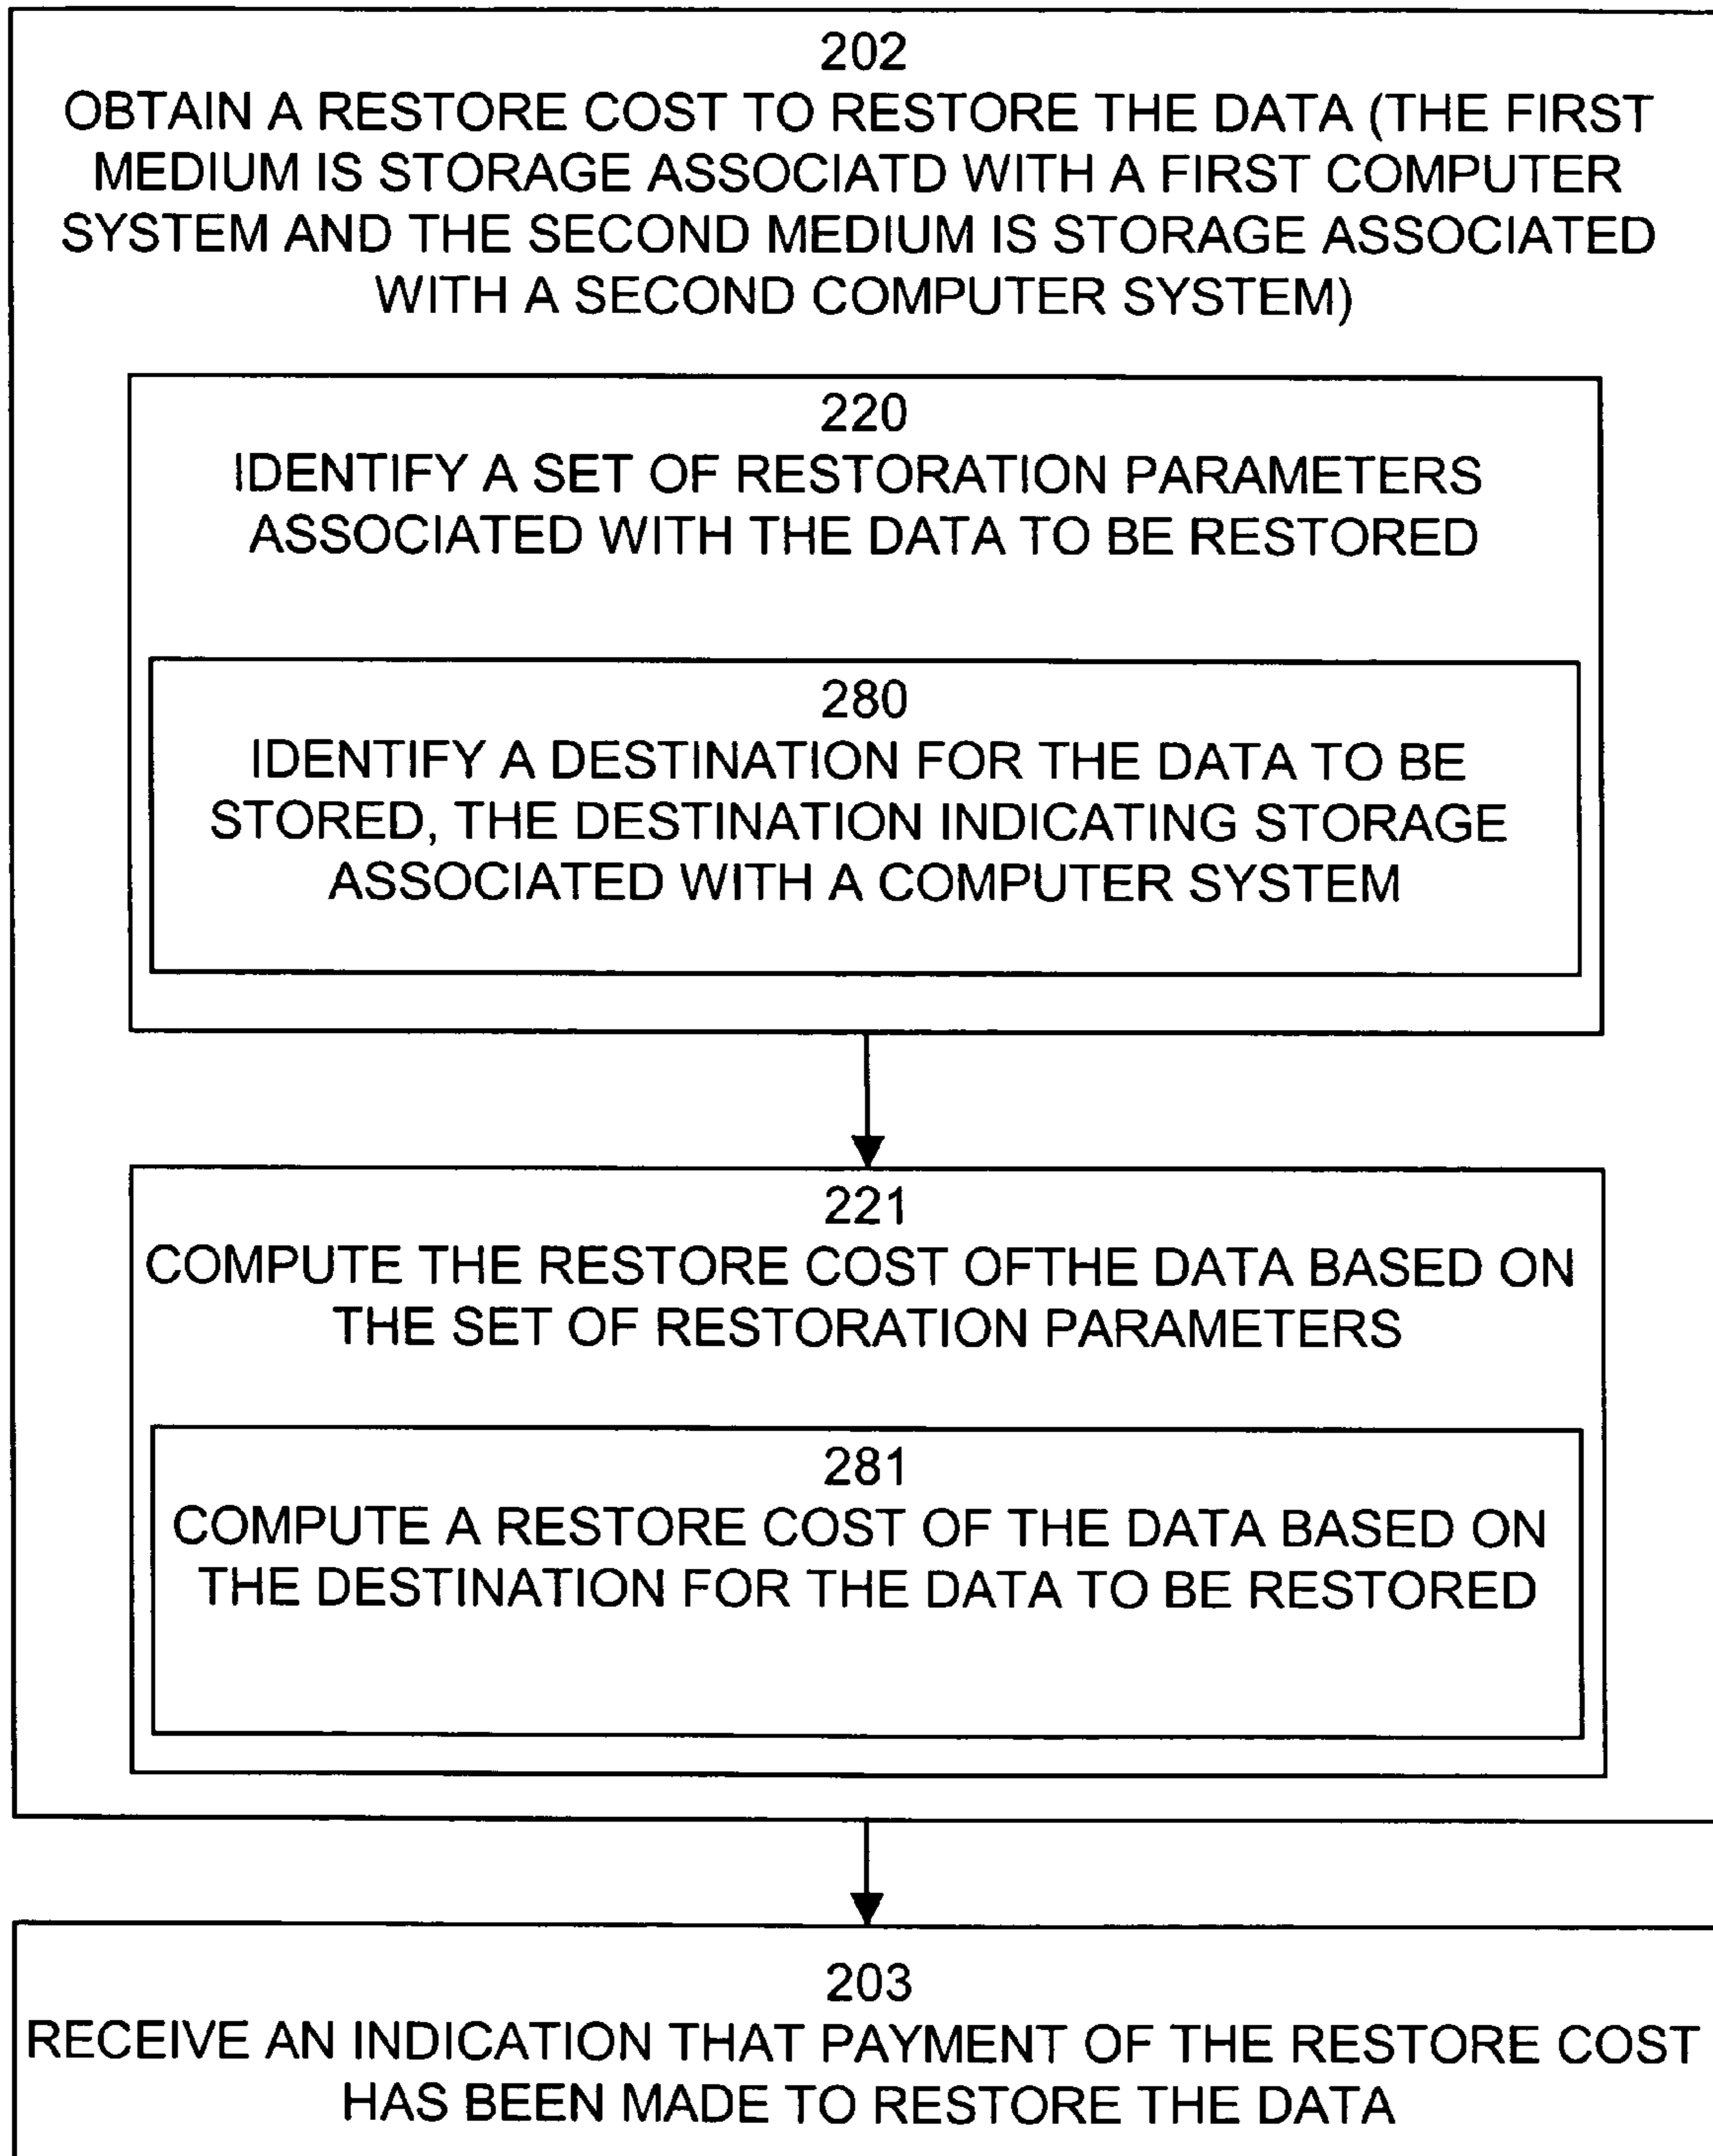 202
OBTAIN A RESTORE COST TO RESTORE THE DATA (THE FIRST
MEDIUM IS STORAGE ASSOCIATD WITH A FIRST COMPUTER
SYSTEM AND THE SECOND MEDIUM IS STORAGE ASSOCIATED
WITH A SECOND COMPUTER SYSTEM)
220
IDENTIFY A SET OF RESTORATION PARAMETERS
ASSOCIATED WITH THE DATA TO BE RESTORED
280
IDENTIFY A DESTINATION FOR THE DATA TO BE
STORED, THE DESTINATION INDICATING STORAGE
ASSOCIATED WITH A COMPUTER SYSTEM
221
COMPUTE THE RESTORE COST OFTHE DATA BASED ON
THE SET OF RESTORATION PARAMETERS
281
COMPUTE A RESTORE COST OF THE DATA BASED ON
THE DESTINATION FOR THE DATA TO BE RESTORED
203
RECEIVE AN INDICATION THAT PAYMENT OF THE RESTORE COST
HAS BEEN MADE TO RESTORE THE DATA